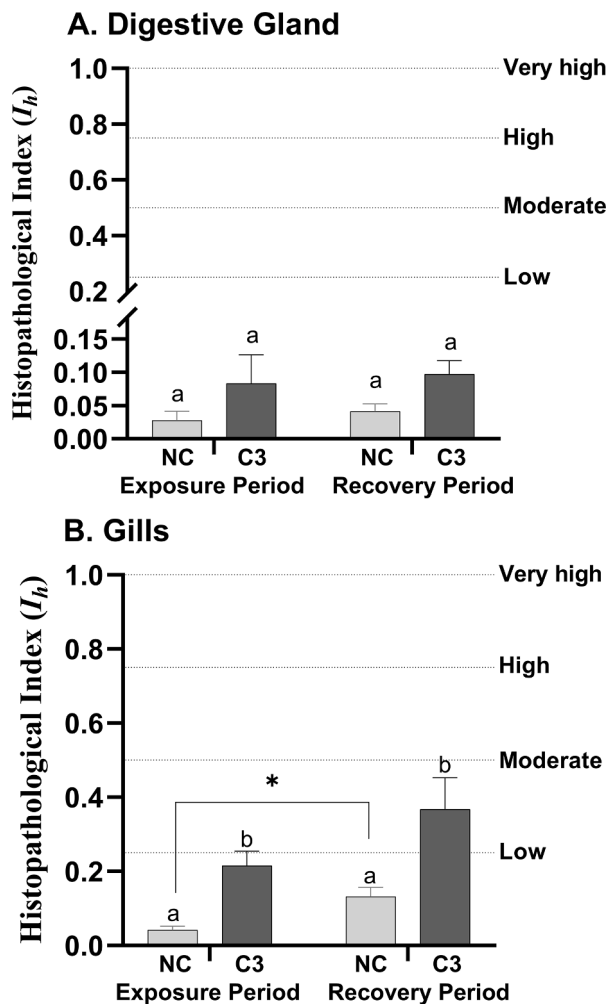 A. Digestive Gland
Histopathological Index (Ih)
1.0
0.8
0.6
0.4
0.2
0.15
0.10
0.05
0.00
Very high
High
Moderate
Low
a
a
a
a
NC
C3
NC
C3
Exposure Period
Recovery Period
B. Gills
Histopathological Index (Ih)
1.0
0.8
0.6
0.4
0.2
0.0
Very high
High
Moderate
Low
*
a
b
a
b
NC
C3
NC
C3
Exposure Period
Recovery Period